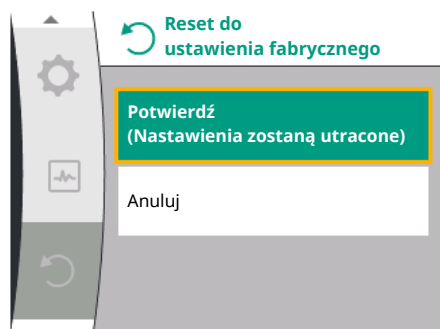 Reset do
ustawienia fabrycznego
Potwierdź
(Nastawienia zostaną utracone)
Anuluj